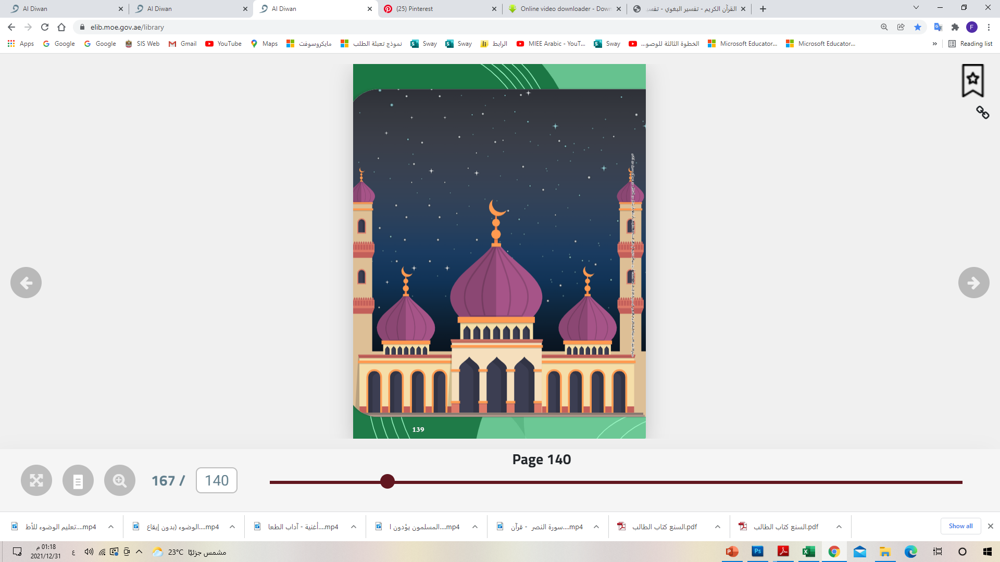 Al Diwan
Al Diwan
Al Diwan
(25) Pinterest
Online video downloader - Down
القرآن الكريم - تفسير البغوي - تفسي
elib.moe.gov.ae/library
F
Apps
Google
Google
SIS Web
Gmail
YouTube
Maps
مايكروسوفت
نموذج تعبئة الطلب
Sway
Sway
الرابط
MIEE Arabic - YouT...
Sway
الخطوة الثالثة للوصو...
Microsoft Educator...
Microsoft Educator...
»
Reading list
139
Page 140
167 /
140
تعليم الوضوء للأط....mp4
الوضوء (بدون إيقاع....mp4
أغنية - آداب الطعا....mp4
المسلمون يؤدون ا....mp4
سورة النصر - قرآن....mp4
السنع كتاب الطالب.pdf
السنع كتاب الطالب.pdf
Show all
01:18 م
2021/12/31
ع
23°C
مشمس جزئيًا